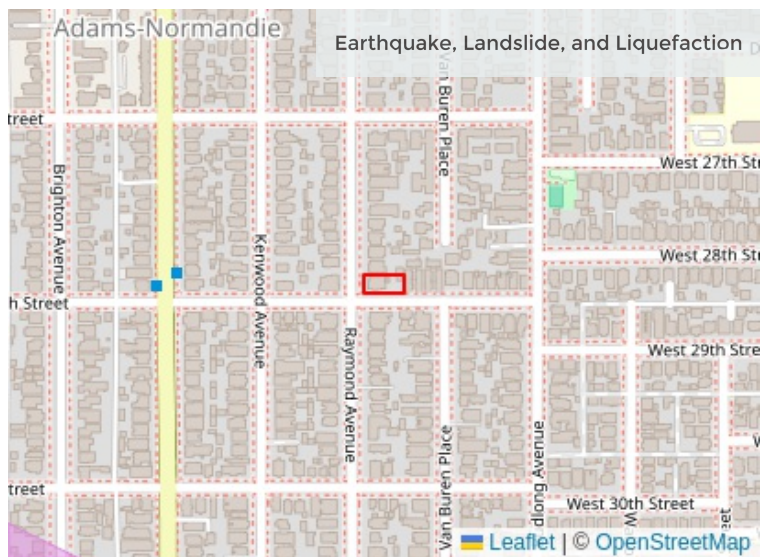 Adams-Normandie
Earthquake, Landslide, and Liquefaction
Van Buren Place
treet
West 27th Str
Brighton Avenue
Kenwood Avenue
West 28th Str
h Street
Raymond Avenue
West 29th Stre
Van Buren Place
dlong Avenue
treet
West 30th Street
W
reet
W
Leaflet | © OpenStreetMap